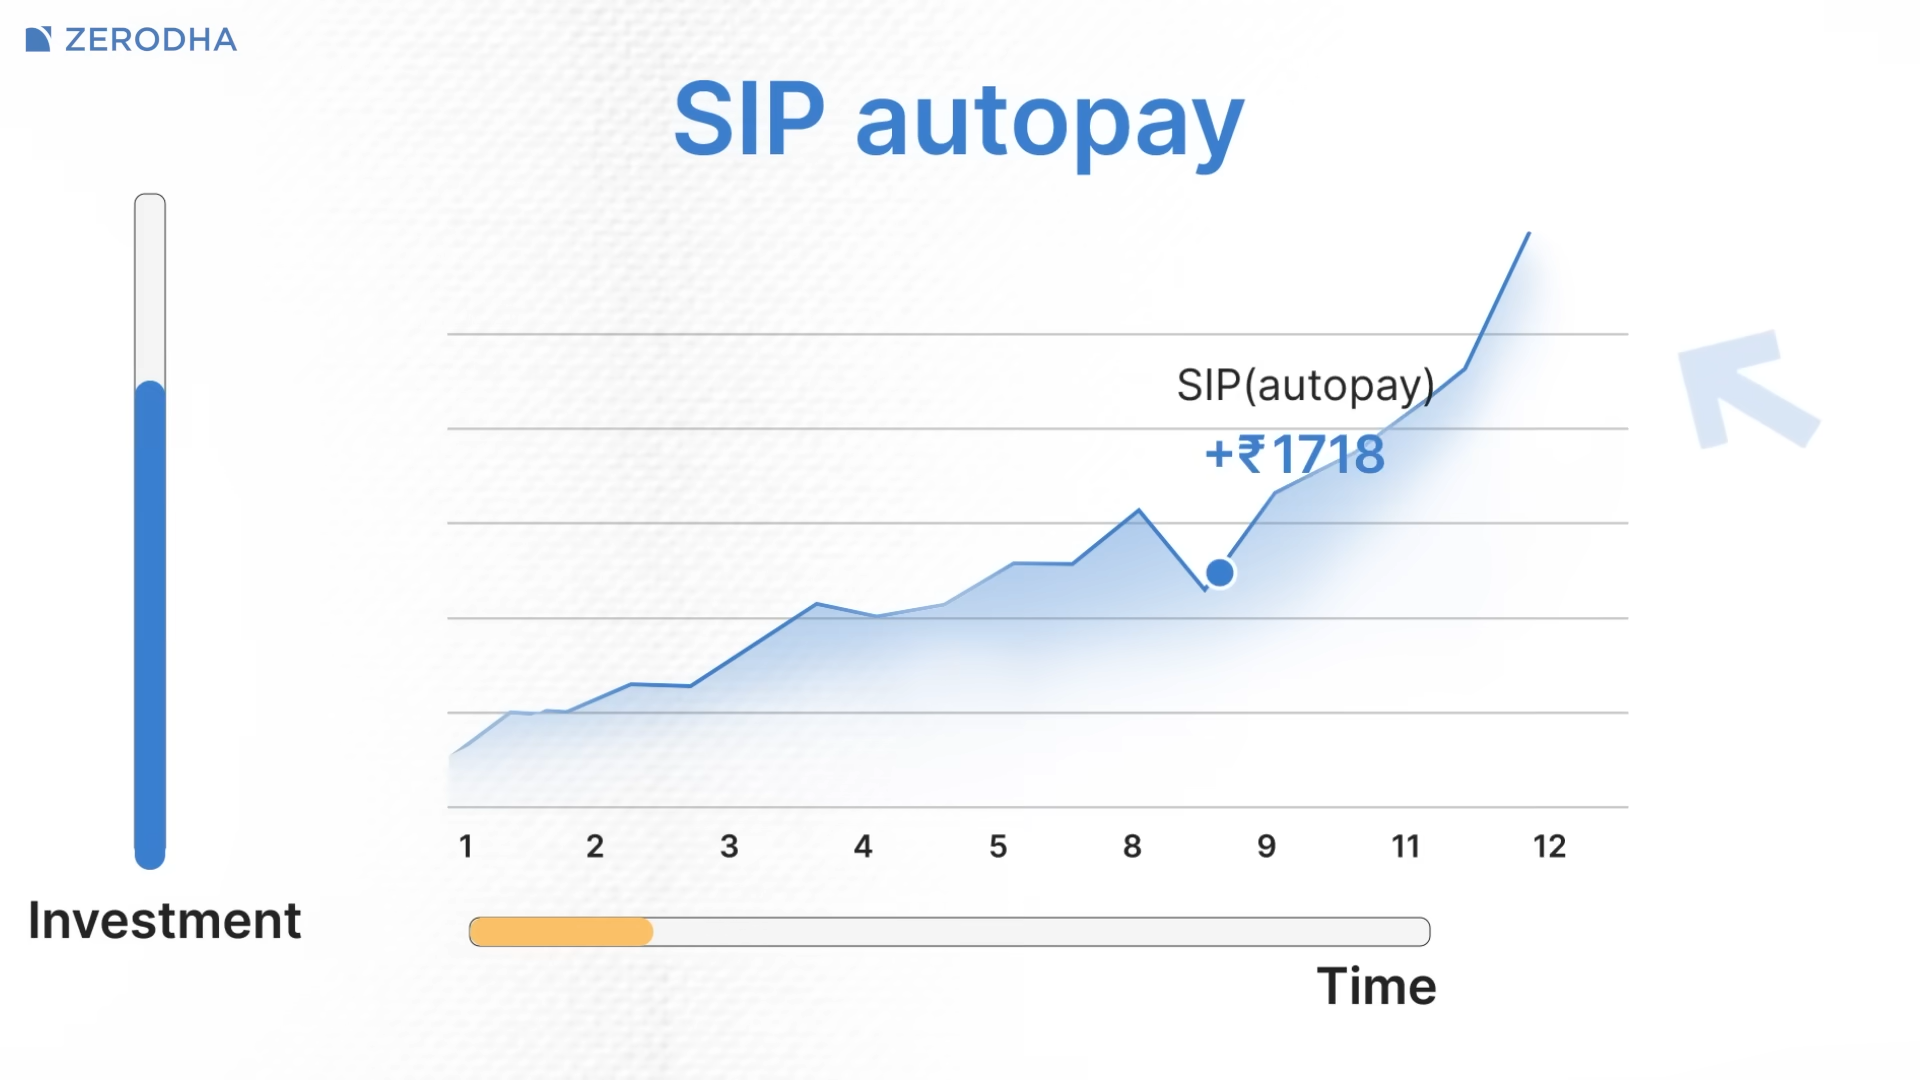 ZERODHA
SIP autopay
SIP(autopay)
+₹1718
1 2 3 4 5 8 9 11 12
Investment
Time